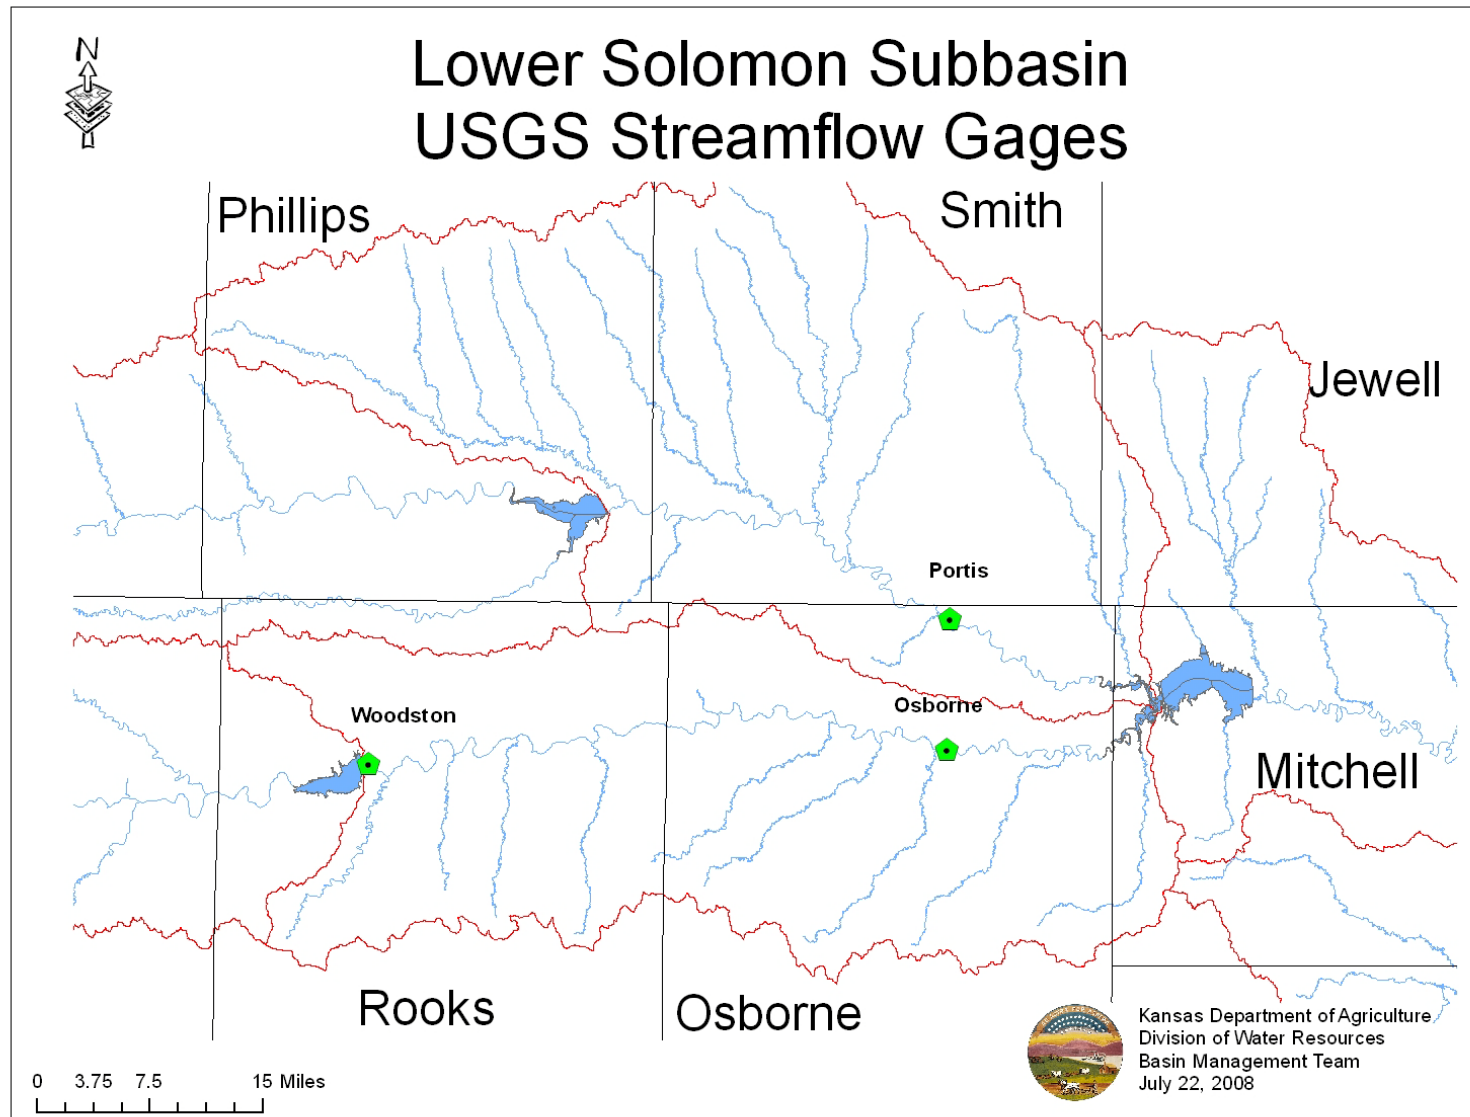 N
Lower Solomon Subbasin
USGS Streamflow Gages
Phillips
Smith
Jewell
Portis
Osborne
Woodston
Mitchell
Rooks
Osborne
Kansas Department of Agriculture
Division of Water Resources
Basin Management Team
July 22, 2008
0 3.75 7.5 15 Miles